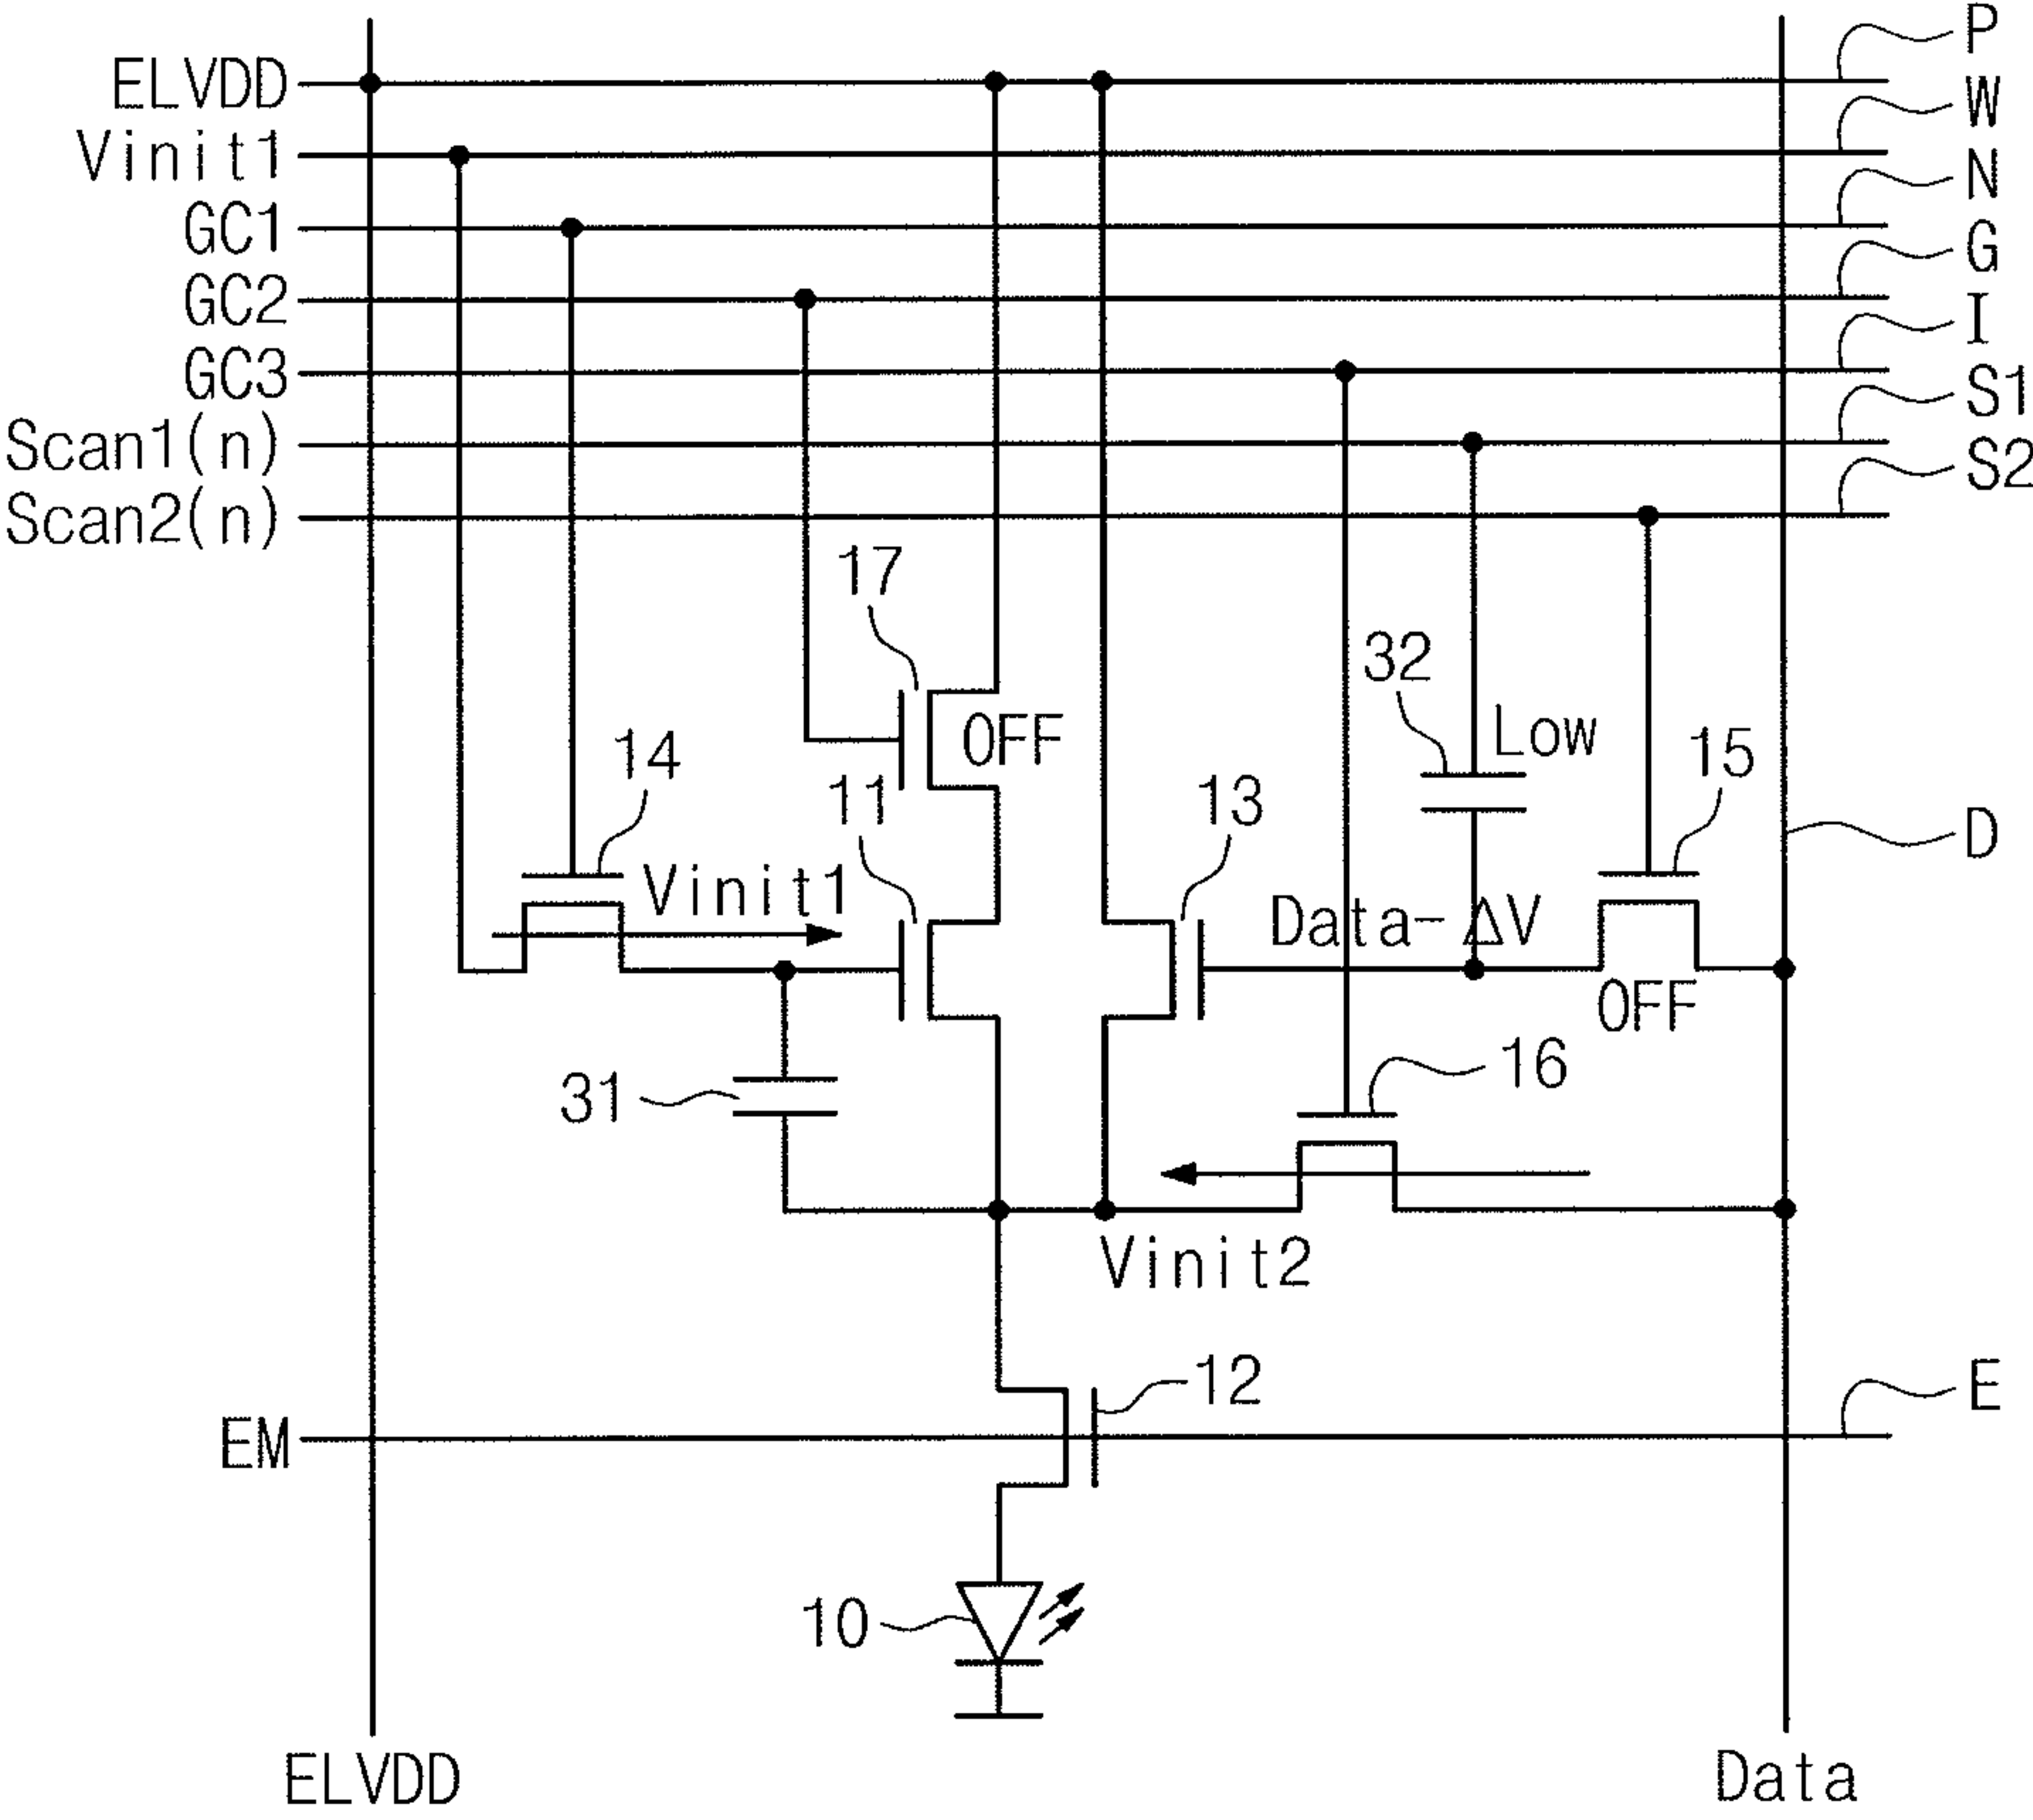 P
ELVDD
W
Vinit1
N
GC1
G
GC2
I
GC3
S1
Scan1(n)
S2
Scan2(n)
17
32
OFF
Low
14
15
11
13
D
Vinit1
Data-ΔV
OFF
16
31
Vinit2
12
E
EM
10
ELVDD
Data